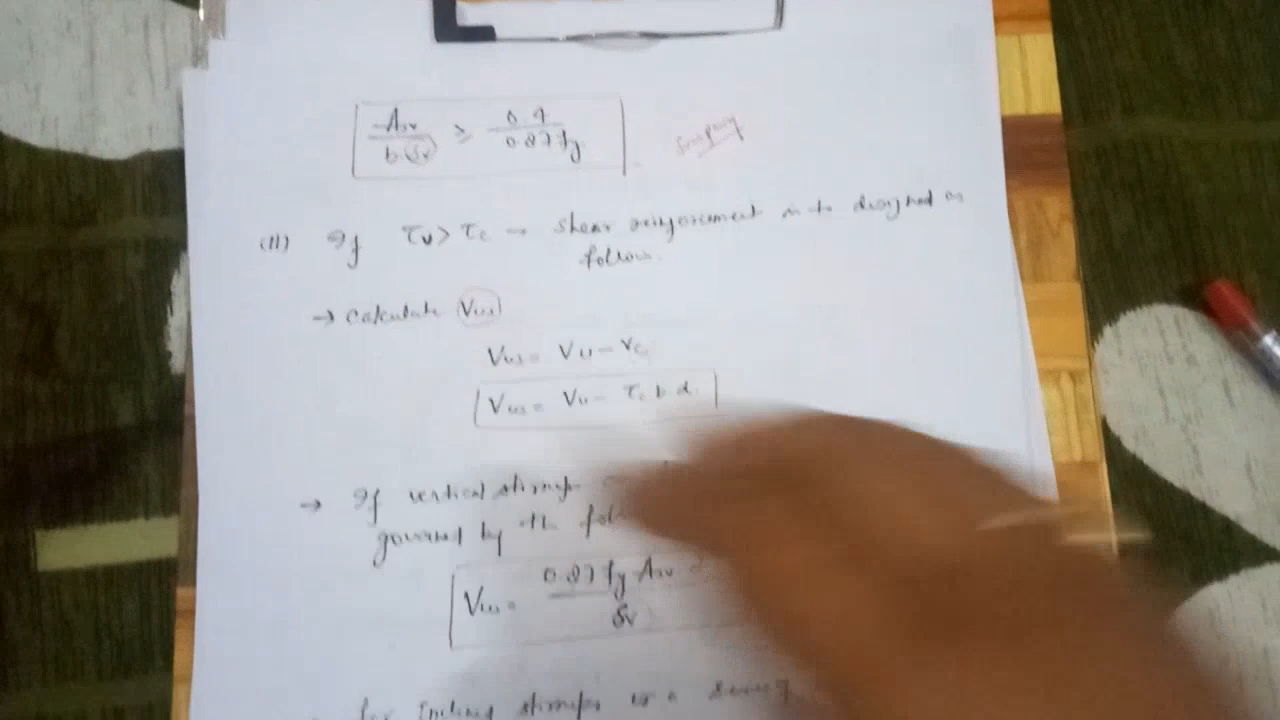 Asv / b.Sv ≥ 0.4 / 0.87 fy
(II) If τv > τc → shear reinforcement is to designed as
follow.
→ calculate Vus
Vus = Vu - Vc
Vus = Vu - τc b d.
→ If vertical stirrups
governed by the
Vus = 0.87 fy Asv d / Sv
for inclined stirrups or a